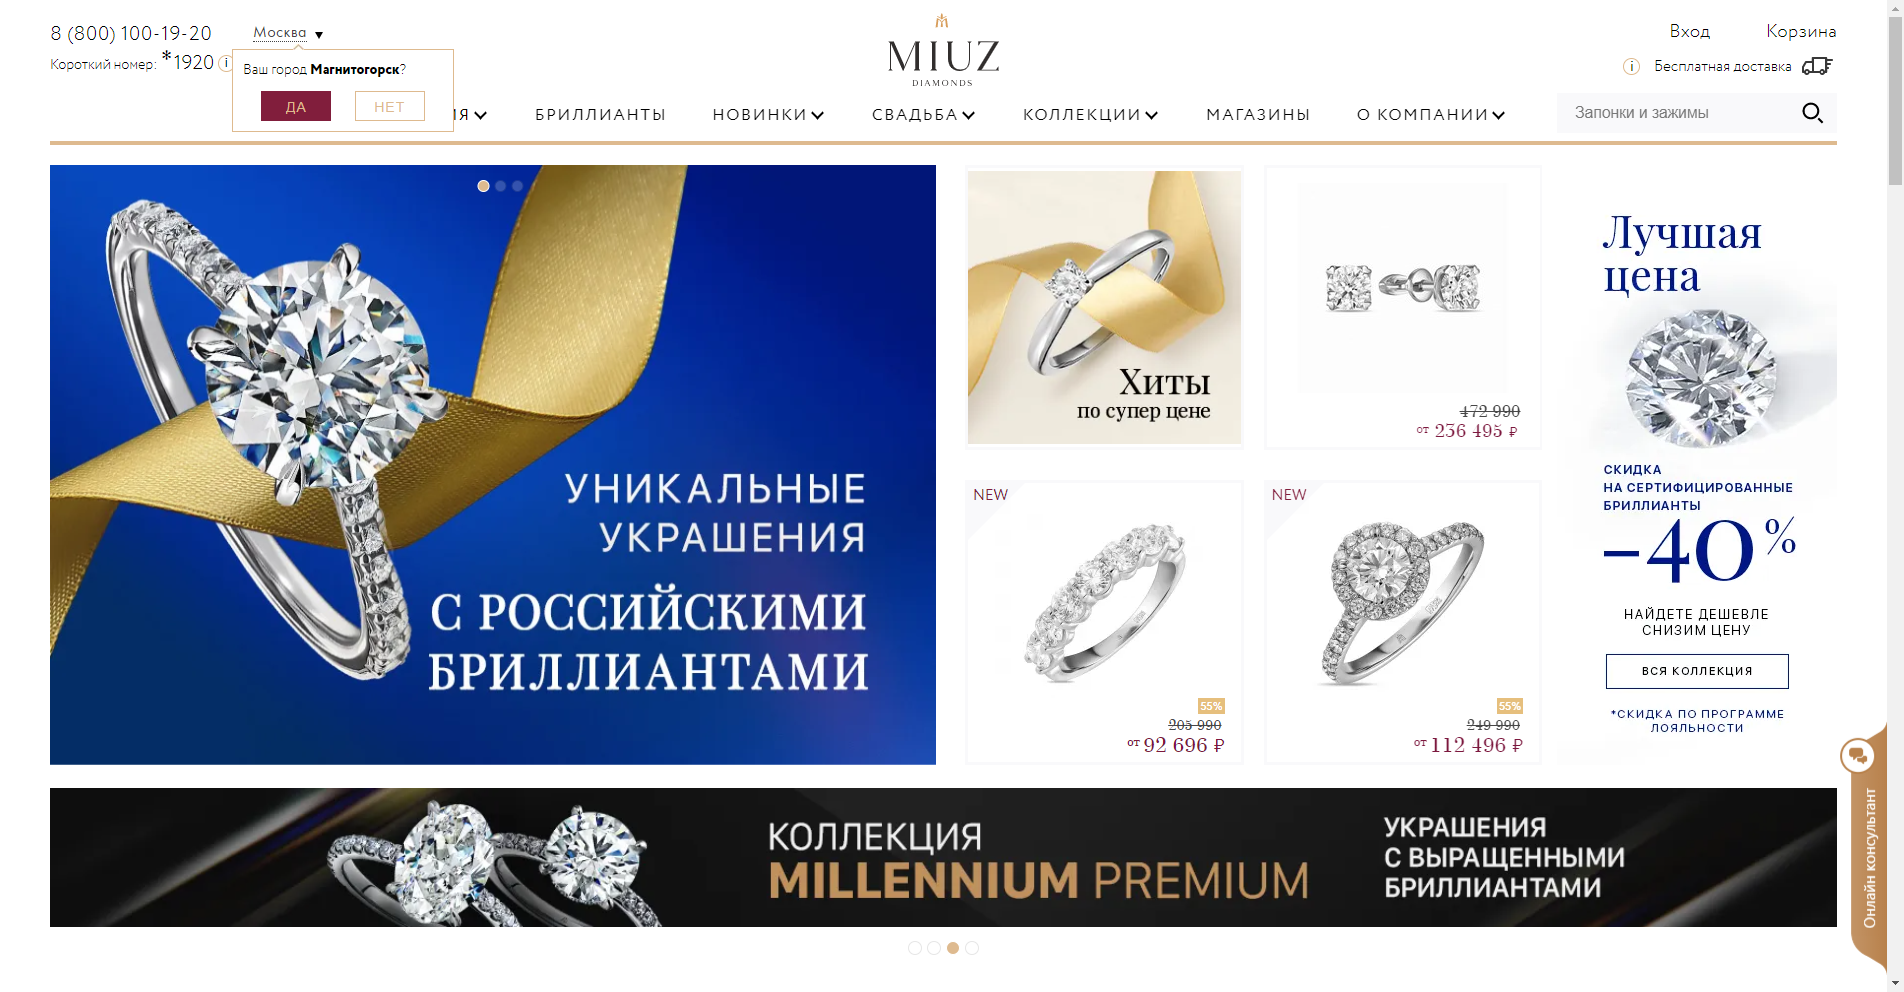 8 (800) 100-19-20
Москва
Короткий номер: *1920
Ваш город Магнитогорск?
ДА
НЕТ
MIUZ
DIAMONDS
Вход
Корзина
Бесплатная доставка
БРИЛЛИАНТЫ
НОВИНКИ
СВАДЬБА
КОЛЛЕКЦИИ
МАГАЗИНЫ
О КОМПАНИИ
Запонки и зажимы
УНИКАЛЬНЫЕ
УКРАШЕНИЯ
С РОССИЙСКИМИ
БРИЛЛИАНТАМИ
Хиты
по супер цене
472 990
от 236 495 ₽
NEW
55%
205 990
от 92 696 ₽
NEW
55%
249 990
от 112 496 ₽
Лучшая
цена
СКИДКА
НА СЕРТИФИЦИРОВАННЫЕ
БРИЛЛИАНТЫ
-40%
НАЙДЕТЕ ДЕШЕВЛЕ
СНИЗИМ ЦЕНУ
ВСЯ КОЛЛЕКЦИЯ
*СКИДКА ПО ПРОГРАММЕ
ЛОЯЛЬНОСТИ
КОЛЛЕКЦИЯ
MILLENNIUM PREMIUM
УКРАШЕНИЯ
С ВЫРАЩЕННЫМИ
БРИЛЛИАНТАМИ
Онлайн консультант